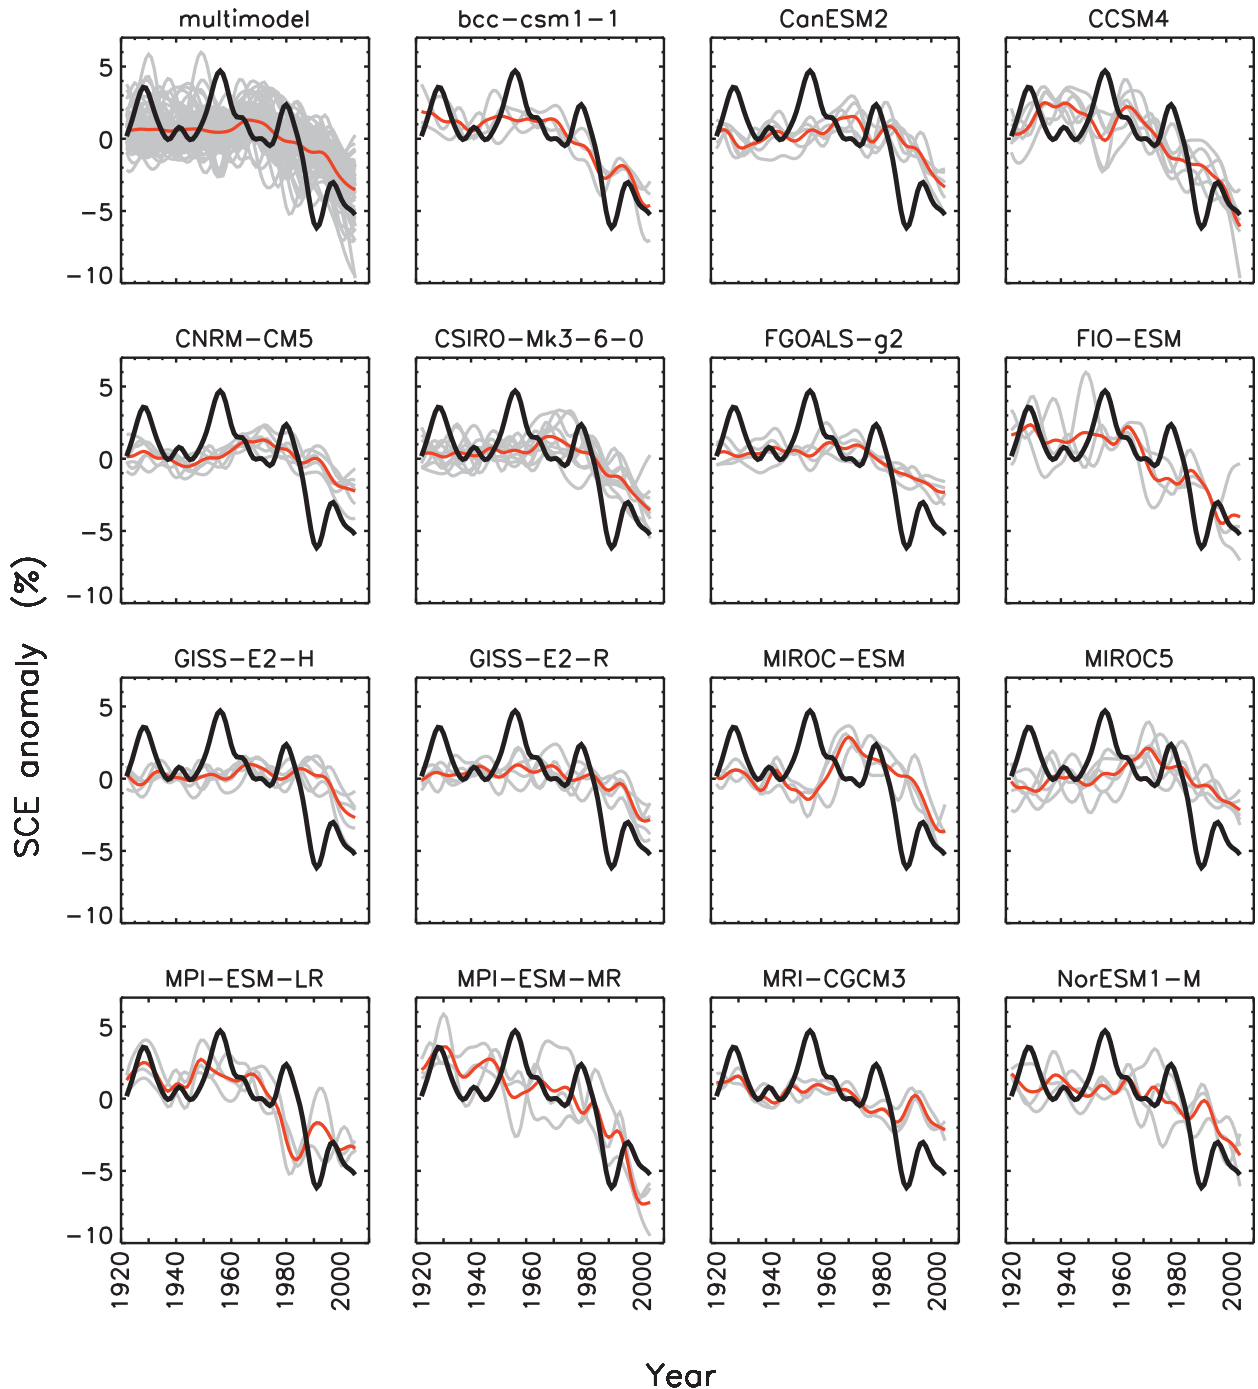 multimodel bcc-csm1-1 CanESM2 CCSM4
5
0
-5
-10
CNRM-CM5 CSIRO-Mk3-6-0 FGOALS-g2 FIO-ESM
5
0
-5
-10
GISS-E2-H GISS-E2-R MIROC-ESM MIROC5
5
0
-5
-10
MPI-ESM-LR MPI-ESM-MR MRI-CGCM3 NorESM1-M
5
0
-5
-10
1920 1940 1960 1980 2000 1920 1940 1960 1980 2000 1920 1940 1960 1980 2000 1920 1940 1960 1980 2000
SCE anomaly (%)
Year